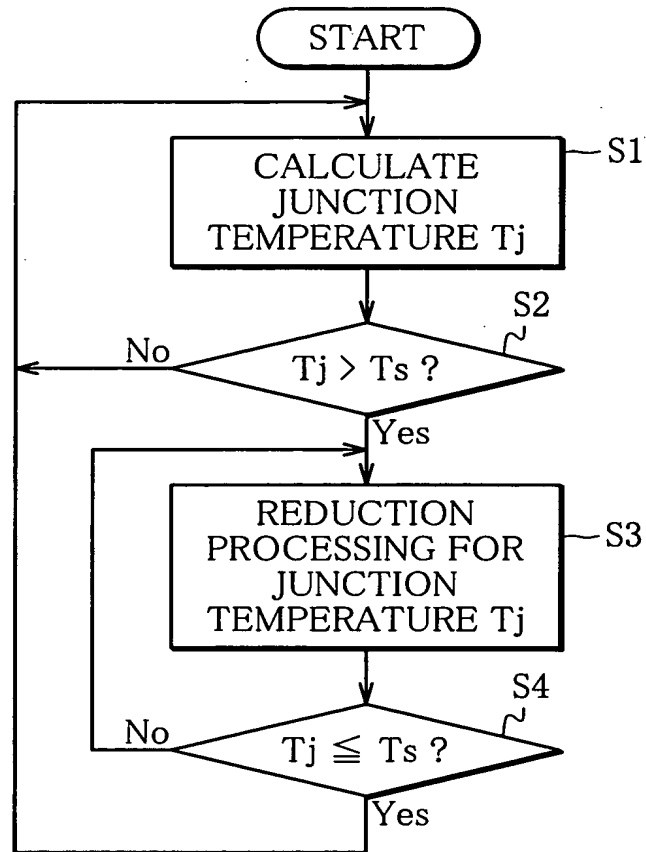 START
S1
CALCULATE
JUNCTION
TEMPERATURE Tj
S2
No
Tj > Ts ?
Yes
REDUCTION
PROCESSING FOR
JUNCTION
TEMPERATURE Tj
S3
S4
No
Tj ≦ Ts ?
Yes